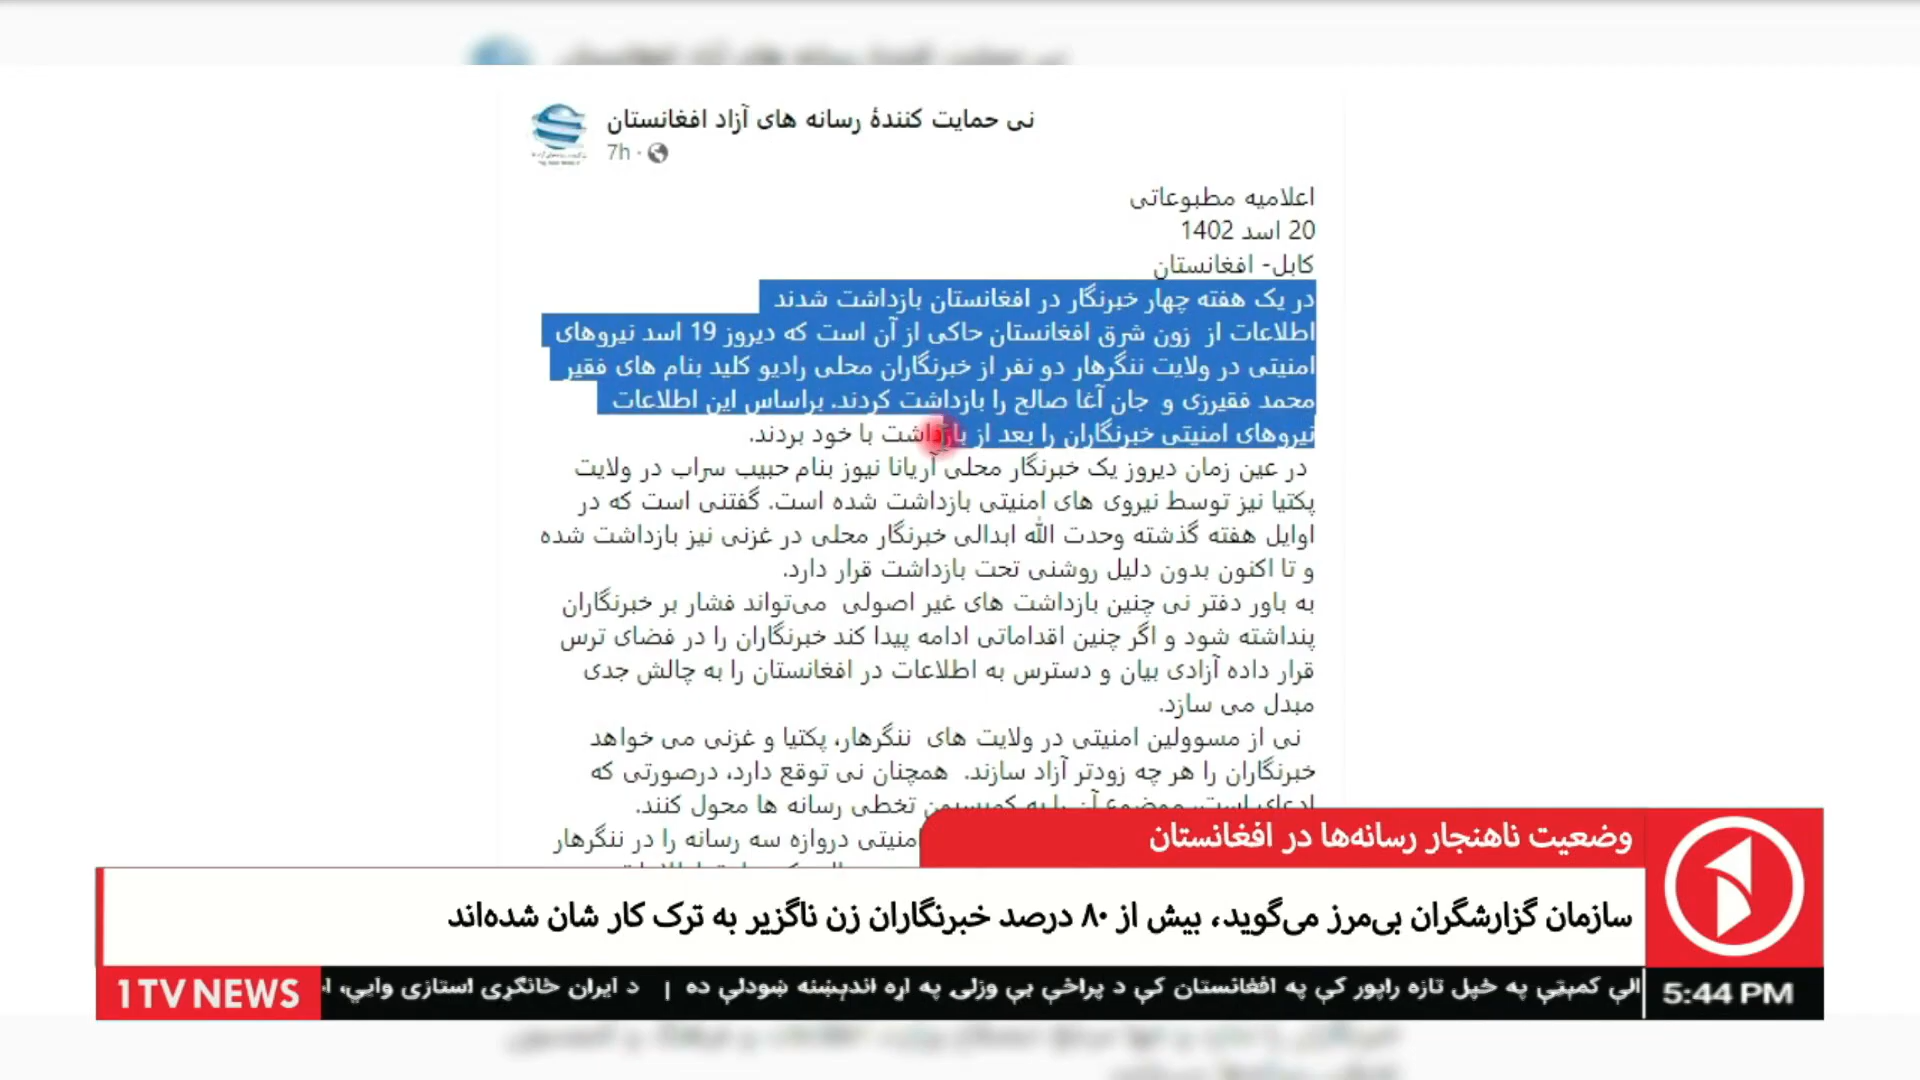 نی حمایت کنندۀ رسانه های آزاد افغانستان
7h ·
اعلامیه مطبوعاتی
20 اسد 1402
کابل- افغانستان
در یک هفته چهار خبرنگار در افغانستان بازداشت شدند
اطلاعات از  زون شرق افغانستان حاکی از آن است که دیروز 19 اسد نیروهای
امنیتی در ولایت ننگرهار دو نفر از خبرنگاران محلی رادیو کلید بنام های فقیر
محمد فقیرزی و  جان آغا صالح را بازداشت کردند. براساس این اطلاعات
نیروهای امنیتی خبرنگاران را بعد از بازداشت با خود بردند.
در عین زمان دیروز یک خبرنگار محلی آریانا نیوز بنام حبیب سراب در ولایت
پکتیا نیز توسط نیروی های امنیتی بازداشت شده است. گفتنی است که در
اوایل هفته گذشته وحدت الله ابدالی خبرنگار محلی در غزنی نیز بازداشت شده
و تا اکنون بدون دلیل روشنی تحت بازداشت قرار دارد.
به باور دفتر نی چنین بازداشت های غیر اصولی  می‌تواند فشار بر خبرنگاران
پنداشته شود و اگر چنین اقداماتی ادامه پیدا کند خبرنگاران را در فضای ترس
قرار داده آزادی بیان و دسترس به اطلاعات در افغانستان را به چالش جدی
مبدل می سازد.
نی از مسوولین امنیتی در ولایت های  ننگرهار، پکتیا و غزنی می خواهد
خبرنگاران را هر چه زودتر آزاد سازند.  همچنان نی توقع دارد، درصورتی که
ادعای است، موضوع آن را به کمیسیون تخطی رسانه ها محول کنند.
امنیتی دروازه سه رسانه را در ننگرهار
وضعیت ناهنجار رسانه‌ها در افغانستان
سازمان گزارشگران بی‌مرز می‌گوید، بیش از ۸۰ درصد خبرنگاران زن ناگزیر به ترک کار شان شده‌اند
1TV NEWS
الې کمېټې په خپل تازه راپور کې په افغانستان کې د پراخې بې وزلۍ په اړه اندېښنه ښودلې ده | د ایران ځانګړی استازی وایي،
5:44 PM